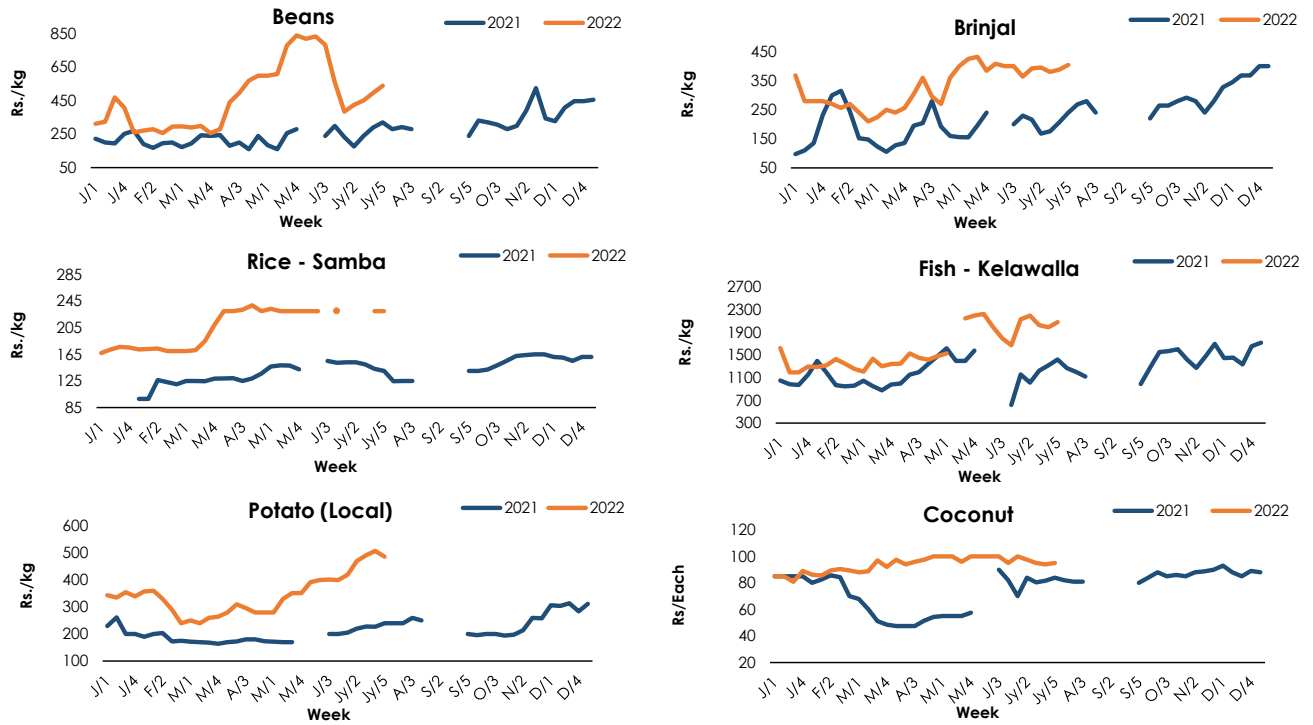 Beans
2021 2022
Rs./kg
850
650
450
250
50
J/1 J/4 F/2 M/1 M/4 A/3 M/1 M/4 J/3 Jy/2 Jy/5 A/3 S/2 S/5 O/3 N/2 D/1 D/4
Week
Brinjal
2021 2022
Rs./kg
450
350
250
150
50
J/1 J/4 F/2 M/1 M/4 A/3 M/1 M/4 J/3 Jy/2 Jy/5 A/3 S/2 S/5 O/3 N/2 D/1 D/4
Week
Rice - Samba
2021 2022
Rs./kg
285
245
205
165
125
85
J/1 J/4 F/2 M/1 M/4 A/3 M/1 M/4 J/3 Jy/2 Jy/5 A/3 S/2 S/5 O/3 N/2 D/1 D/4
Week
Fish - Kelawalla
2021 2022
Rs./kg
2700
2300
1900
1500
1100
700
300
J/1 J/4 F/2 M/1 M/4 A/3 M/1 M/4 J/3 Jy/2 Jy/5 A/3 S/2 S/5 O/3 N/2 D/1 D/4
Week
Potato (Local)
2021 2022
Rs./kg
600
500
400
300
200
100
J/1 J/4 F/2 M/1 M/4 A/3 M/1 M/4 J/3 Jy/2 Jy/5 A/3 S/2 S/5 O/3 N/2 D/1 D/4
Week
Coconut
2021 2022
Rs/Each
120
100
80
60
40
20
J/1 J/4 F/2 M/1 M/4 A/3 M/1 M/4 J/3 Jy/2 Jy/5 A/3 S/2 S/5 O/3 N/2 D/1 D/4
Week